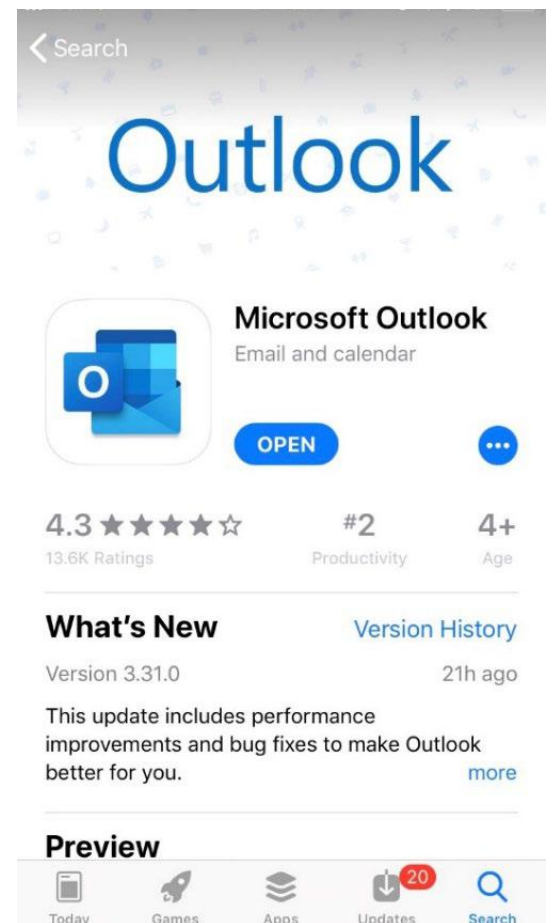 Search
Outlook
Microsoft Outlook
Email and calendar
O
OPEN
4.3
#2
4+
13.6K Ratings
Productivity
Age
What's New
Version History
Version 3.31.0
21h ago
This update includes performance
improvements and bug fixes to make Outlook
better for you.
more
Preview
20
Today
Games
Apps
Updates
Search